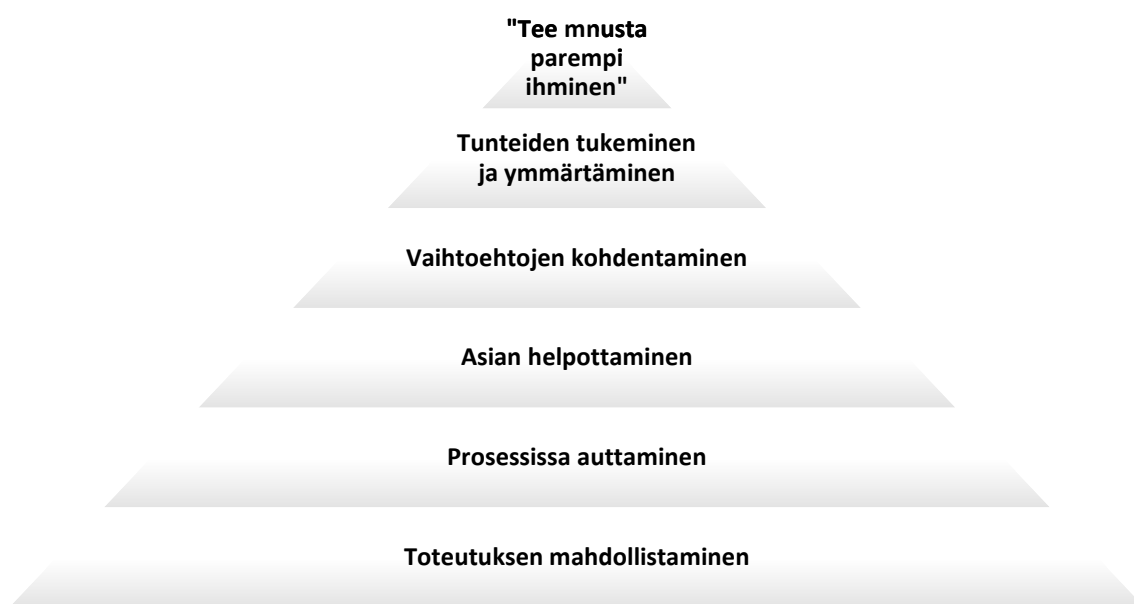 "Tee mnusta
parempi
ihminen"
Tunteiden tukeminen
ja ymmärtäminen
Vaihtoehtojen kohdentaminen
Asian helpottaminen
Prosessissa auttaminen
Toteutuksen mahdollistaminen